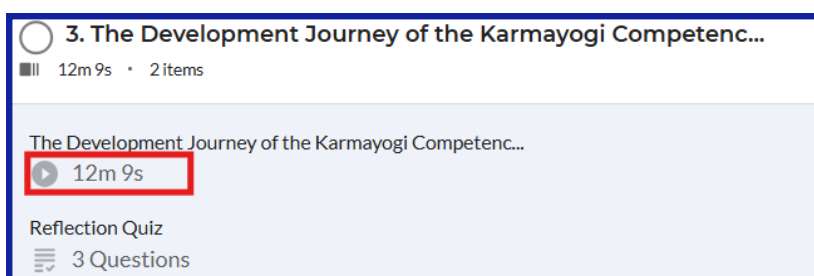 3. The Development Journey of the Karmayogi Competenc...
12m 9s · 2 items
The Development Journey of the Karmayogi Competenc...
12m 9s
Reflection Quiz
3 Questions